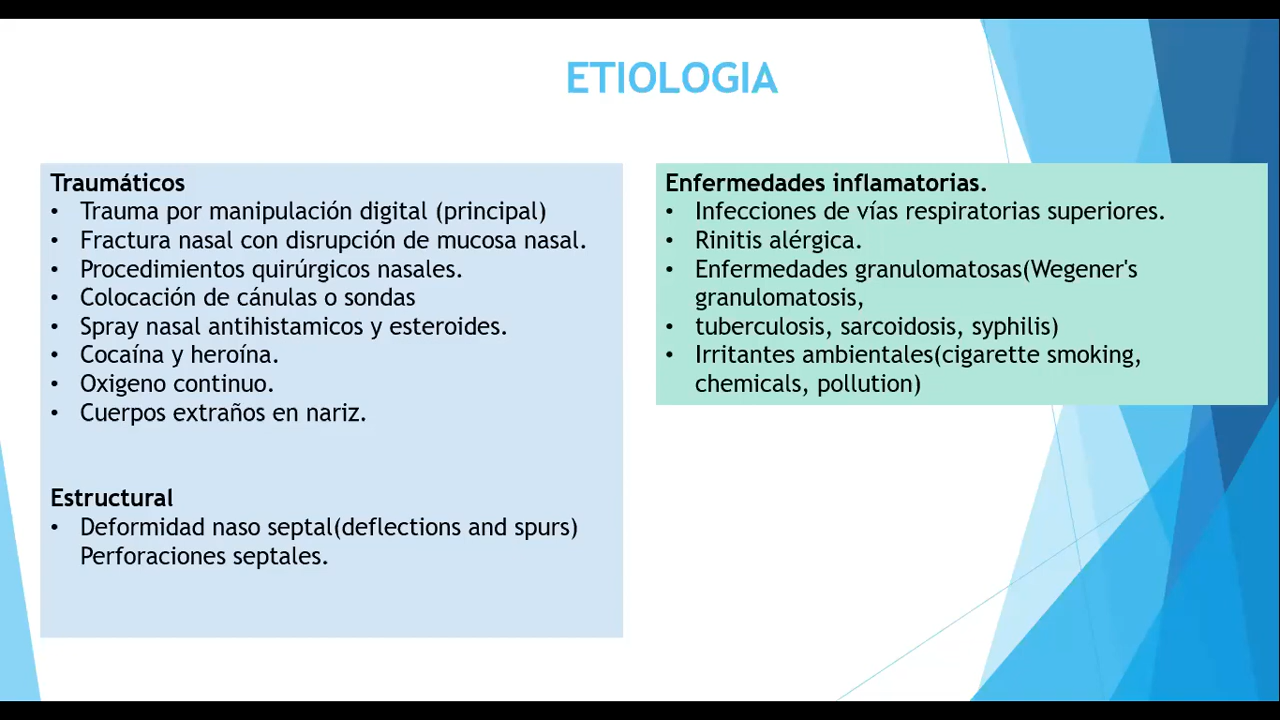 ETIOLOGIA
Traumáticos
• Trauma por manipulación digital (principal)
• Fractura nasal con disrupción de mucosa nasal.
• Procedimientos quirúrgicos nasales.
• Colocación de cánulas o sondas
• Spray nasal antihistamicos y esteroides.
• Cocaína y heroína.
• Oxigeno continuo.
• Cuerpos extraños en nariz.
Estructural
• Deformidad naso septal(deflections and spurs)
Perforaciones septales.
Enfermedades inflamatorias.
• Infecciones de vías respiratorias superiores.
• Rinitis alérgica.
• Enfermedades granulomatosas(Wegener's
granulomatosis,
• tuberculosis, sarcoidosis, syphilis)
• Irritantes ambientales(cigarette smoking,
chemicals, pollution)